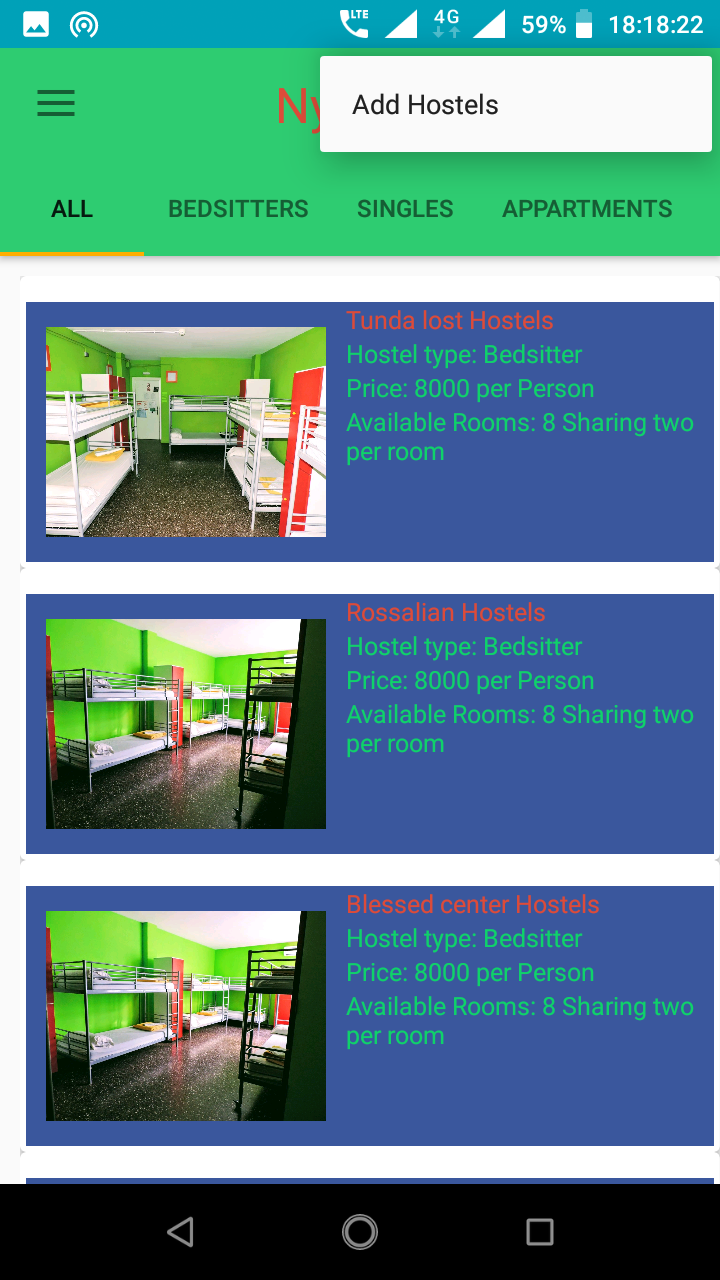 LTE 4G 59% 18:18:22
Ny
Add Hostels
ALL BEDSITTERS SINGLES APPARTMENTS
Tunda lost Hostels
Hostel type: Bedsitter
Price: 8000 per Person
Available Rooms: 8 Sharing two
per room
Rossalian Hostels
Hostel type: Bedsitter
Price: 8000 per Person
Available Rooms: 8 Sharing two
per room
Blessed center Hostels
Hostel type: Bedsitter
Price: 8000 per Person
Available Rooms: 8 Sharing two
per room